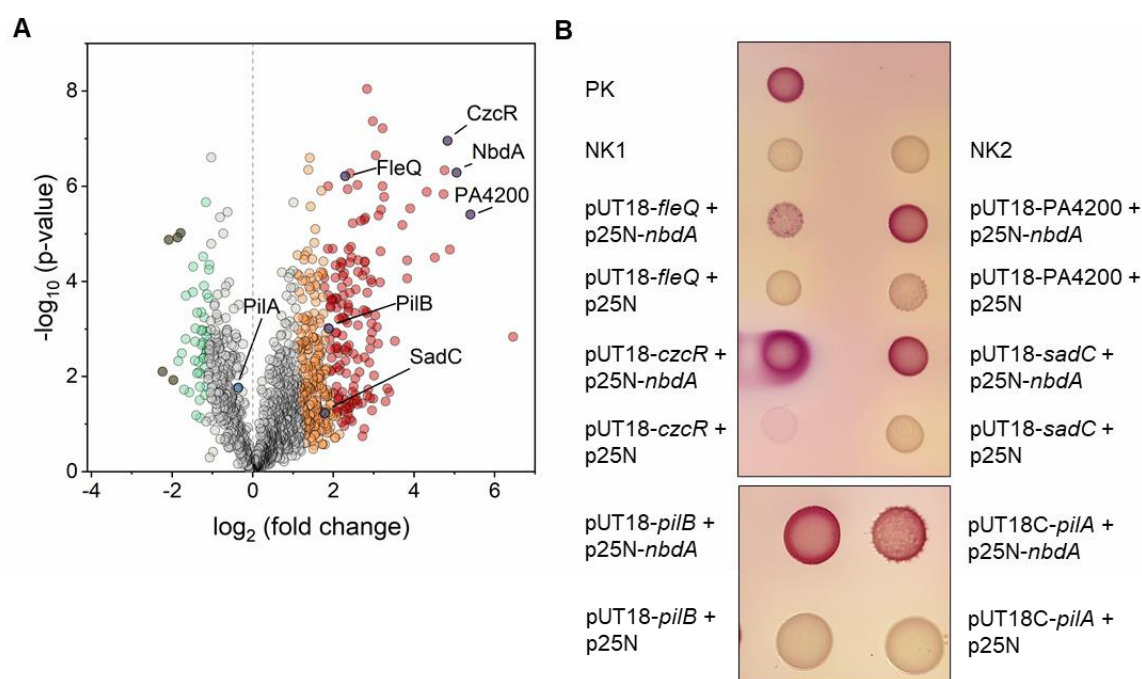 A
8
6
4
2
0
-4
-2
0
2
4
6
-log10 (p-value)
log2 (fold change)
CzcR
NbdA
FleQ
PA4200
PilA
PilB
SadC
B
PK
NK1
pUT18-fleQ +
p25N-nbdA
pUT18-fleQ +
p25N
pUT18-czcR +
p25N-nbdA
pUT18-czcR +
p25N
pUT18-pilB +
p25N-nbdA
pUT18-pilB +
p25N
NK2
pUT18-PA4200 +
p25N-nbdA
pUT18-PA4200 +
p25N
pUT18-sadC +
p25N-nbdA
pUT18-sadC +
p25N
pUT18C-pilA +
p25N-nbdA
pUT18C-pilA +
p25N